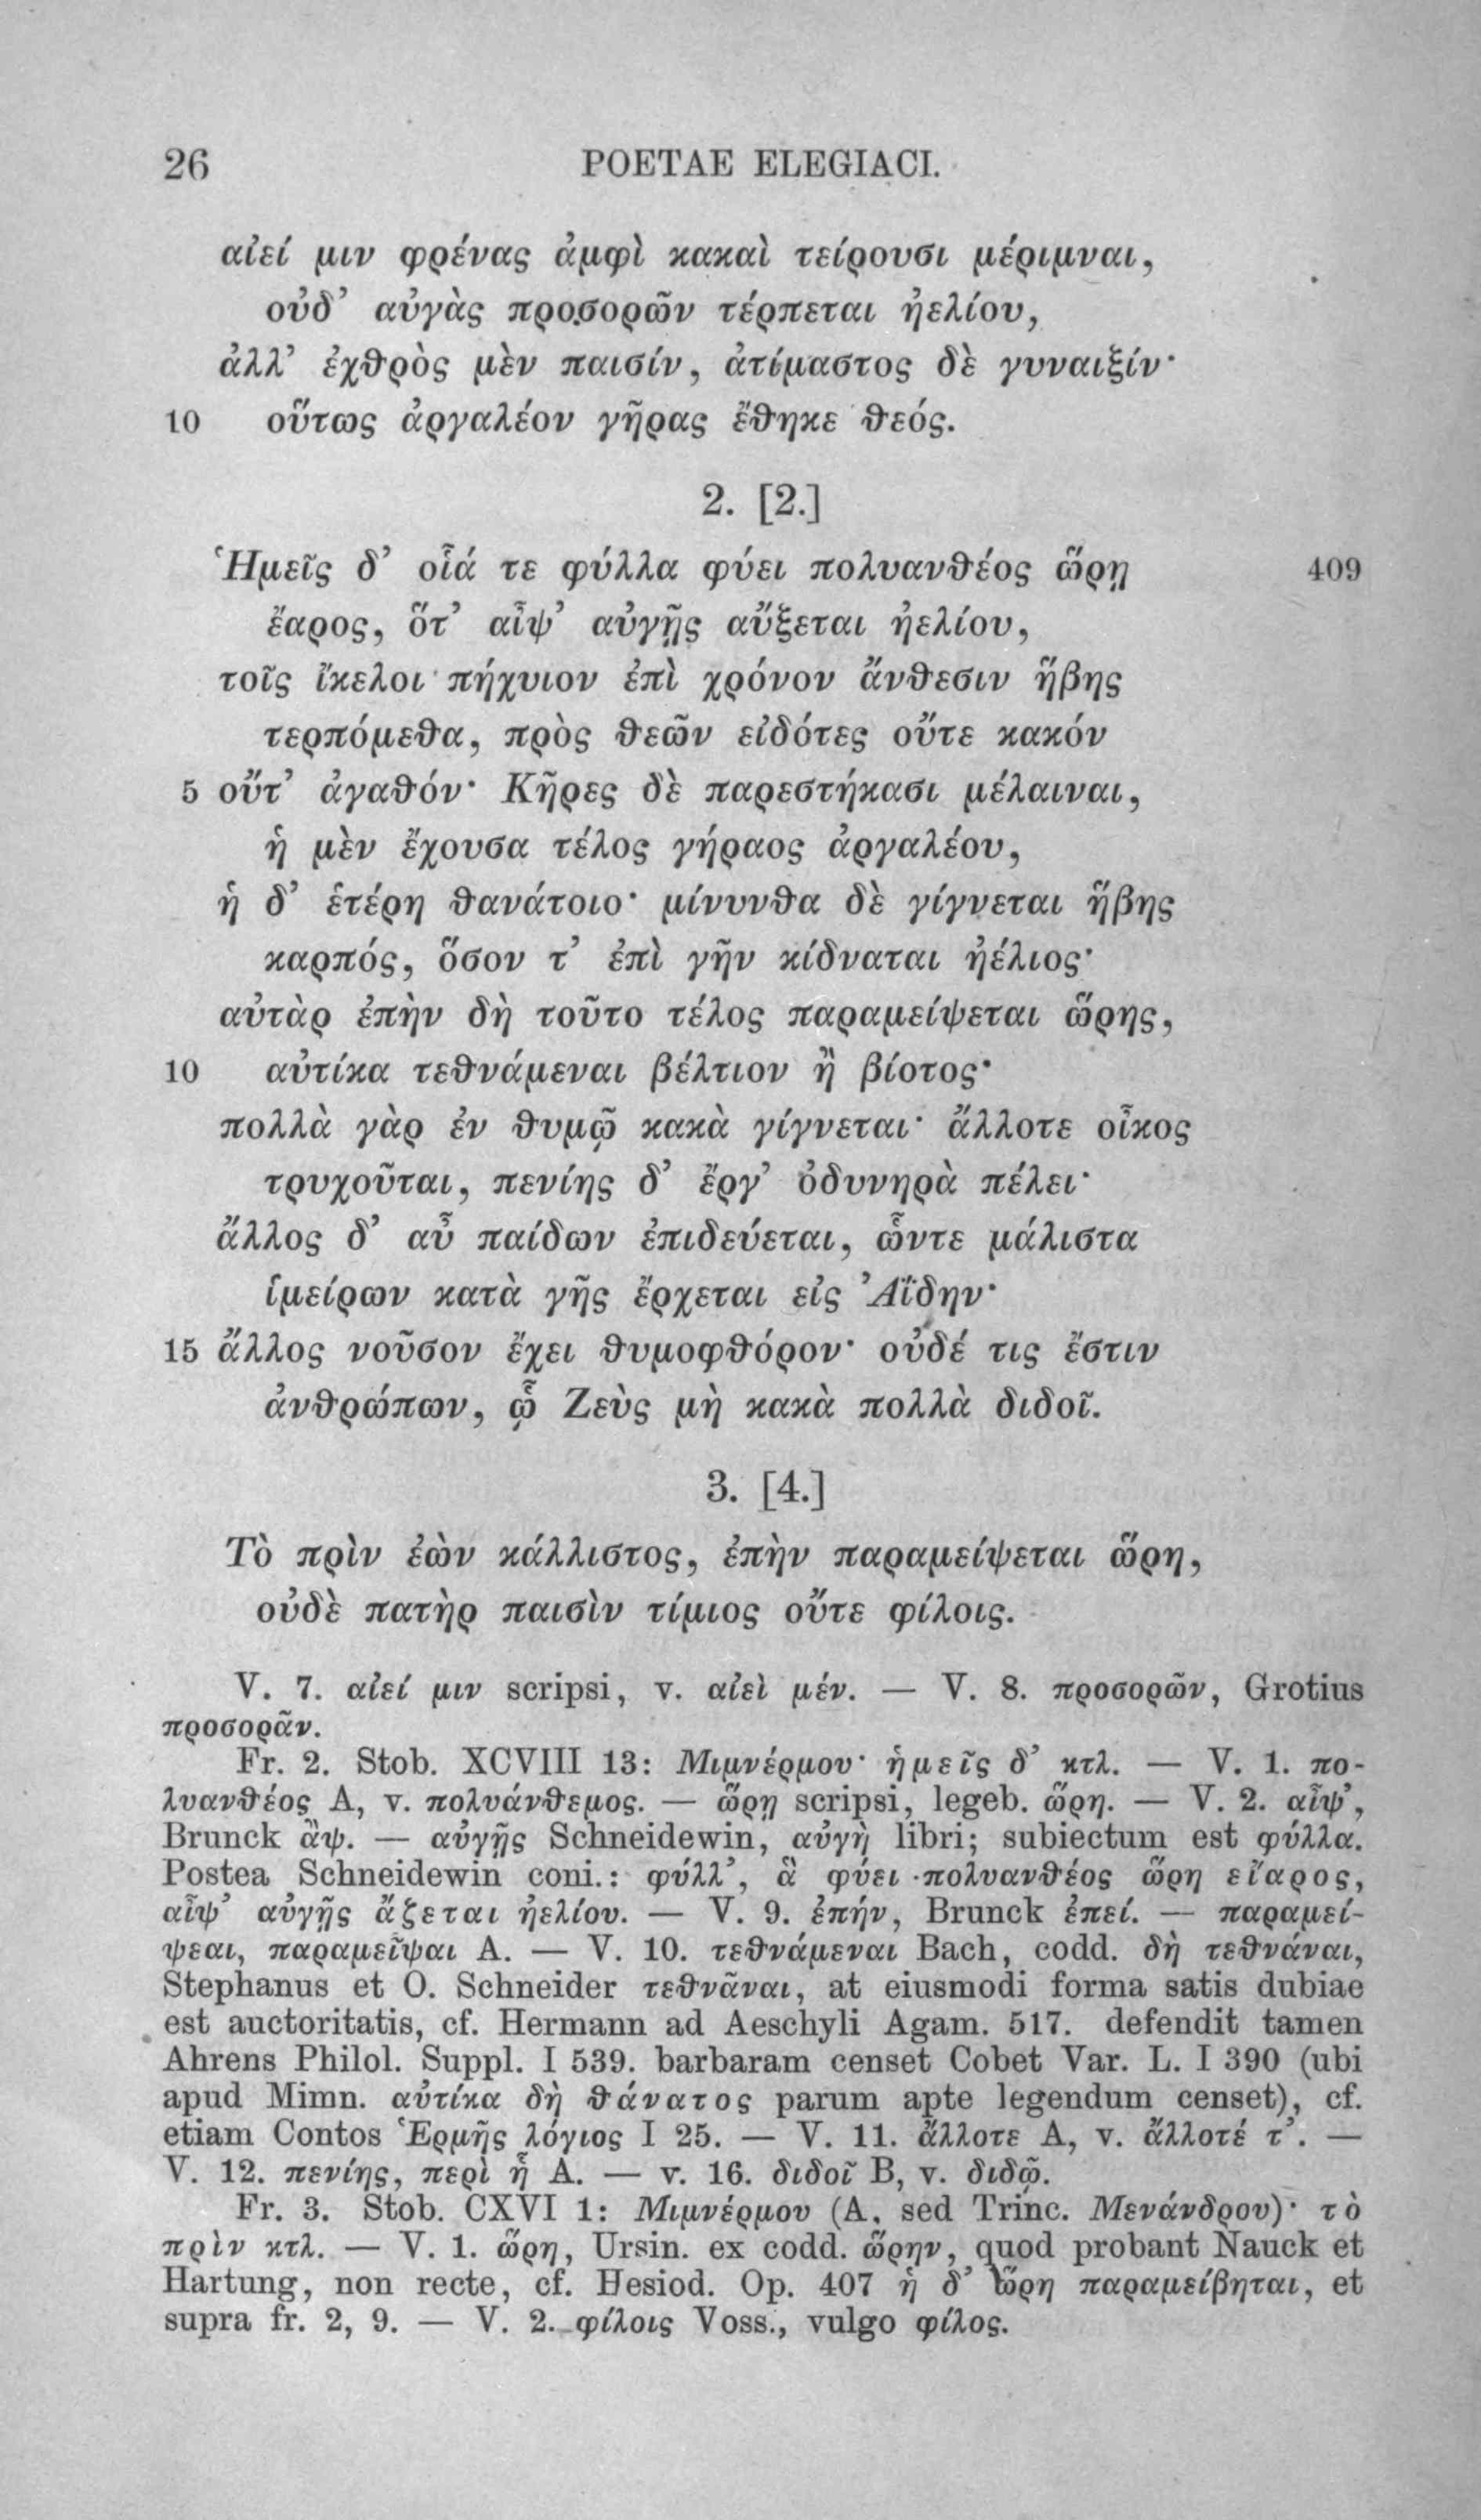 26 POETAE ELEGIACI.
αἰεί μιν φρένας ἀμφὶ κακαὶ τείρουσι μέριμναι,
οὐδ’ αὐγὰς προσορῶν τέρπεται ἠελίου,
ἀλλ’ ἐχθρὸς μὲν παισίν, ἀτίμαστος δὲ γυναιξίν·
10 οὕτως ἀργαλέον γῆρας ἔθηκε θεός.
2. [2.]
Ἡμεῖς δ’ οἷά τε φύλλα φύει πολυανθέος ὥρῃ 409
ἔαρος, ὅτ’ αἶψ’ αὐγῇς αὔξεται ἠελίου,
τοῖς ἴκελοι πήχυιον ἐπὶ χρόνον ἄνθεσιν ἥβης
τερπόμεθα, πρὸς θεῶν εἰδότες οὔτε κακόν
5 οὔτ’ ἀγαθόν· Κῆρες δὲ παρεστήκασι μέλαιναι,
ἡ μὲν ἔχουσα τέλος γήραος ἀργαλέου,
ἡ δ’ ἑτέρη θανάτοιο· μίνυνθα δὲ γίγνεται ἥβης
καρπός, ὅσον τ’ ἐπὶ γῆν κίδναται ἠέλιος·
αὐτὰρ ἐπὴν δὴ τοῦτο τέλος παραμείψεται ὥρης,
10 αὐτίκα τεθνάμεναι βέλτιον ἢ βίοτος·
πολλὰ γὰρ ἐν θυμῷ κακὰ γίγνεται· ἄλλοτε οἶκος
τρυχοῦται, πενίης δ’ ἔργ’ ὀδυνηρὰ πέλει·
ἄλλος δ’ αὖ παίδων ἐπιδεύεται, ὧντε μάλιστα
ἱμείρων κατὰ γῆς ἔρχεται εἰς Ἀΐδην·
15 ἄλλος νοῦσον ἔχει θυμοφθόρον· οὐδέ τις ἔστιν
ἀνθρώπων, ᾧ Ζεὺς μὴ κακὰ πολλὰ διδοῖ.
3. [4.]
Τὸ πρὶν ἐὼν κάλλιστος, ἐπὴν παραμείψεται ὥρη,
οὐδὲ πατὴρ παισὶν τίμιος οὔτε φίλοις.
V. 7. αἰεί μιν scripsi, v. αἰεὶ μέν. — V. 8. προσορῶν, Grotius
προσορᾶν.
Fr. 2. Stob. XCVIII 13: Μιμνέρμου· ἡμεῖς δ’ κτλ. — V. 1. πο-
λυανθέος A, v. πολυάνθεμος. — ὥρῃ scripsi, legeb. ὥρη. — V. 2. αἶψ’,
Brunck ἂψ. — αὐγῇς Schneidewin, αὐγὴ libri; subiectum est φύλλα.
Postea Schneidewin coni.: φύλλ’, ἃ φύει πολυανθέος ὥρη εἴαρος,
αἶψ’ αὐγῇς ἄζεται ἠελίου. — V. 9. ἐπήν, Brunck ἐπεί. — παραμεί-
ψεαι, παραμεῖψαι A. — V. 10. τεθνάμεναι Bach, codd. δὴ τεθνάναι,
Stephanus et O. Schneider τεθνᾶναι, at eiusmodi forma satis dubiae
est auctoritatis, cf. Hermann ad Aeschyli Agam. 517. defendit tamen
Ahrens Philol. Suppl. I 539. barbaram censet Cobet Var. L. I 390 (ubi
apud Mimn. αὐτίκα δὴ θάνατος parum apte legendum censet), cf.
etiam Contos Ἑρμῆς λόγιος I 25. — V. 11. ἄλλοτε A, v. ἄλλοτέ τ’. —
V. 12. πενίης, περὶ ᾗ A. — v. 16. διδοῖ B, v. διδῷ.
Fr. 3. Stob. CXVI 1: Μιμνέρμου (A, sed Trinc. Μενάνδρου)· τὸ
πρὶν κτλ. — V. 1. ὥρη, Ursin. ex codd. ὥρην, quod probant Nauck et
Hartung, non recte, cf. Hesiod. Op. 407 ἡ δ’ ὥρη παραμείβηται, et
supra fr. 2, 9. — V. 2. φίλοις Voss., vulgo φίλος.